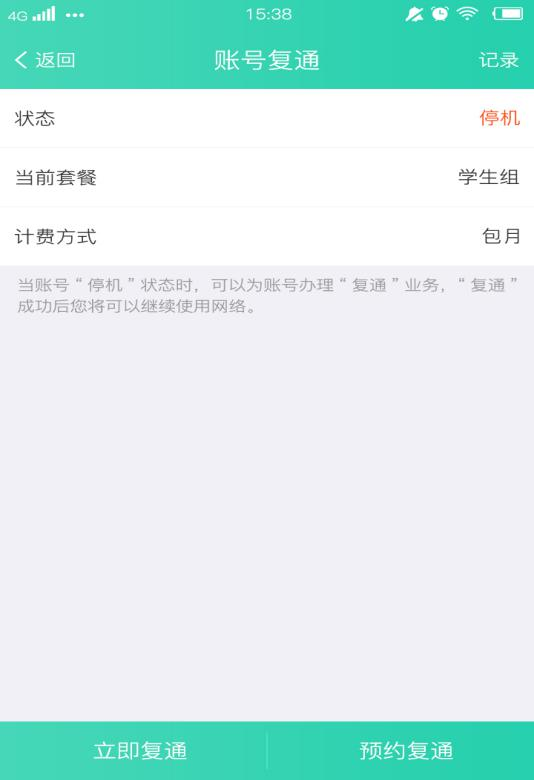 4G 15:38
返回 账号复通 记录
状态 停机
当前套餐 学生组
计费方式 包月
当账号“停机”状态时，可以为账号办理“复通”业务，“复通”
成功后您将可以继续使用网络。
立即复通 预约复通